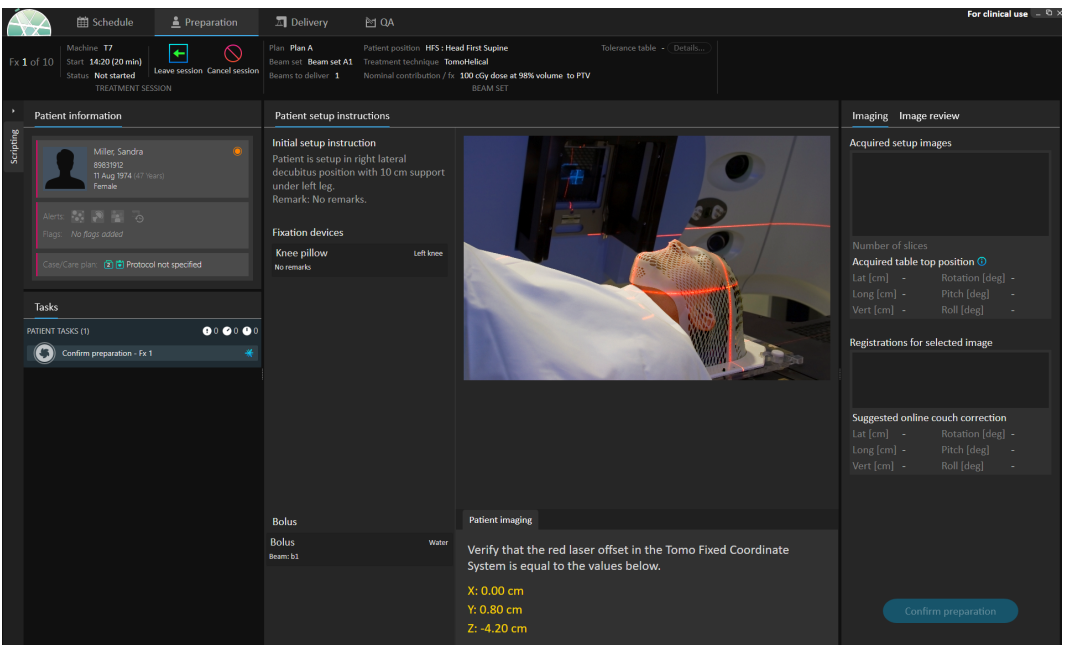 Schedule
Preparation
Delivery
QA
For clinical use
Fx 1 of 10
Machine T7
Start 14:20 (20 min)
Status Not started
Leave session
Cancel session
TREATMENT SESSION
Plan Plan A
Beam set Beam set A1
Beams to deliver 1
Patient position HFS : Head First Supine
Treatment technique TomoHelical
Nominal contribution / fx 100 cGy dose at 98% volume to PTV
Tolerance table - Details...
BEAM SET
Scripting
Patient information
Miller, Sandra
89831912
11 Aug 1974 (47 Years)
Female
Alerts:
Flags: No flags added
Case/Care plan: Protocol not specified
Tasks
PATIENT TASKS (1) 0 0 0
Confirm preparation - Fx 1
Patient setup instructions
Initial setup instruction
Patient is setup in right lateral
decubitus position with 10 cm support
under left leg.
Remark: No remarks.
Fixation devices
Knee pillow Left knee
No remarks
Bolus
Bolus Water
Beam: b1
Patient imaging
Verify that the red laser offset in the Tomo Fixed Coordinate
System is equal to the values below.
X: 0.00 cm
Y: 0.80 cm
Z: -4.20 cm
Imaging Image review
Acquired setup images
Number of slices
Acquired table top position
Lat [cm] - Rotation [deg] -
Long [cm] - Pitch [deg] -
Vert [cm] - Roll [deg] -
Registrations for selected image
Suggested online couch correction
Lat [cm] - Rotation [deg] -
Long [cm] - Pitch [deg] -
Vert [cm] - Roll [deg] -
Confirm preparation